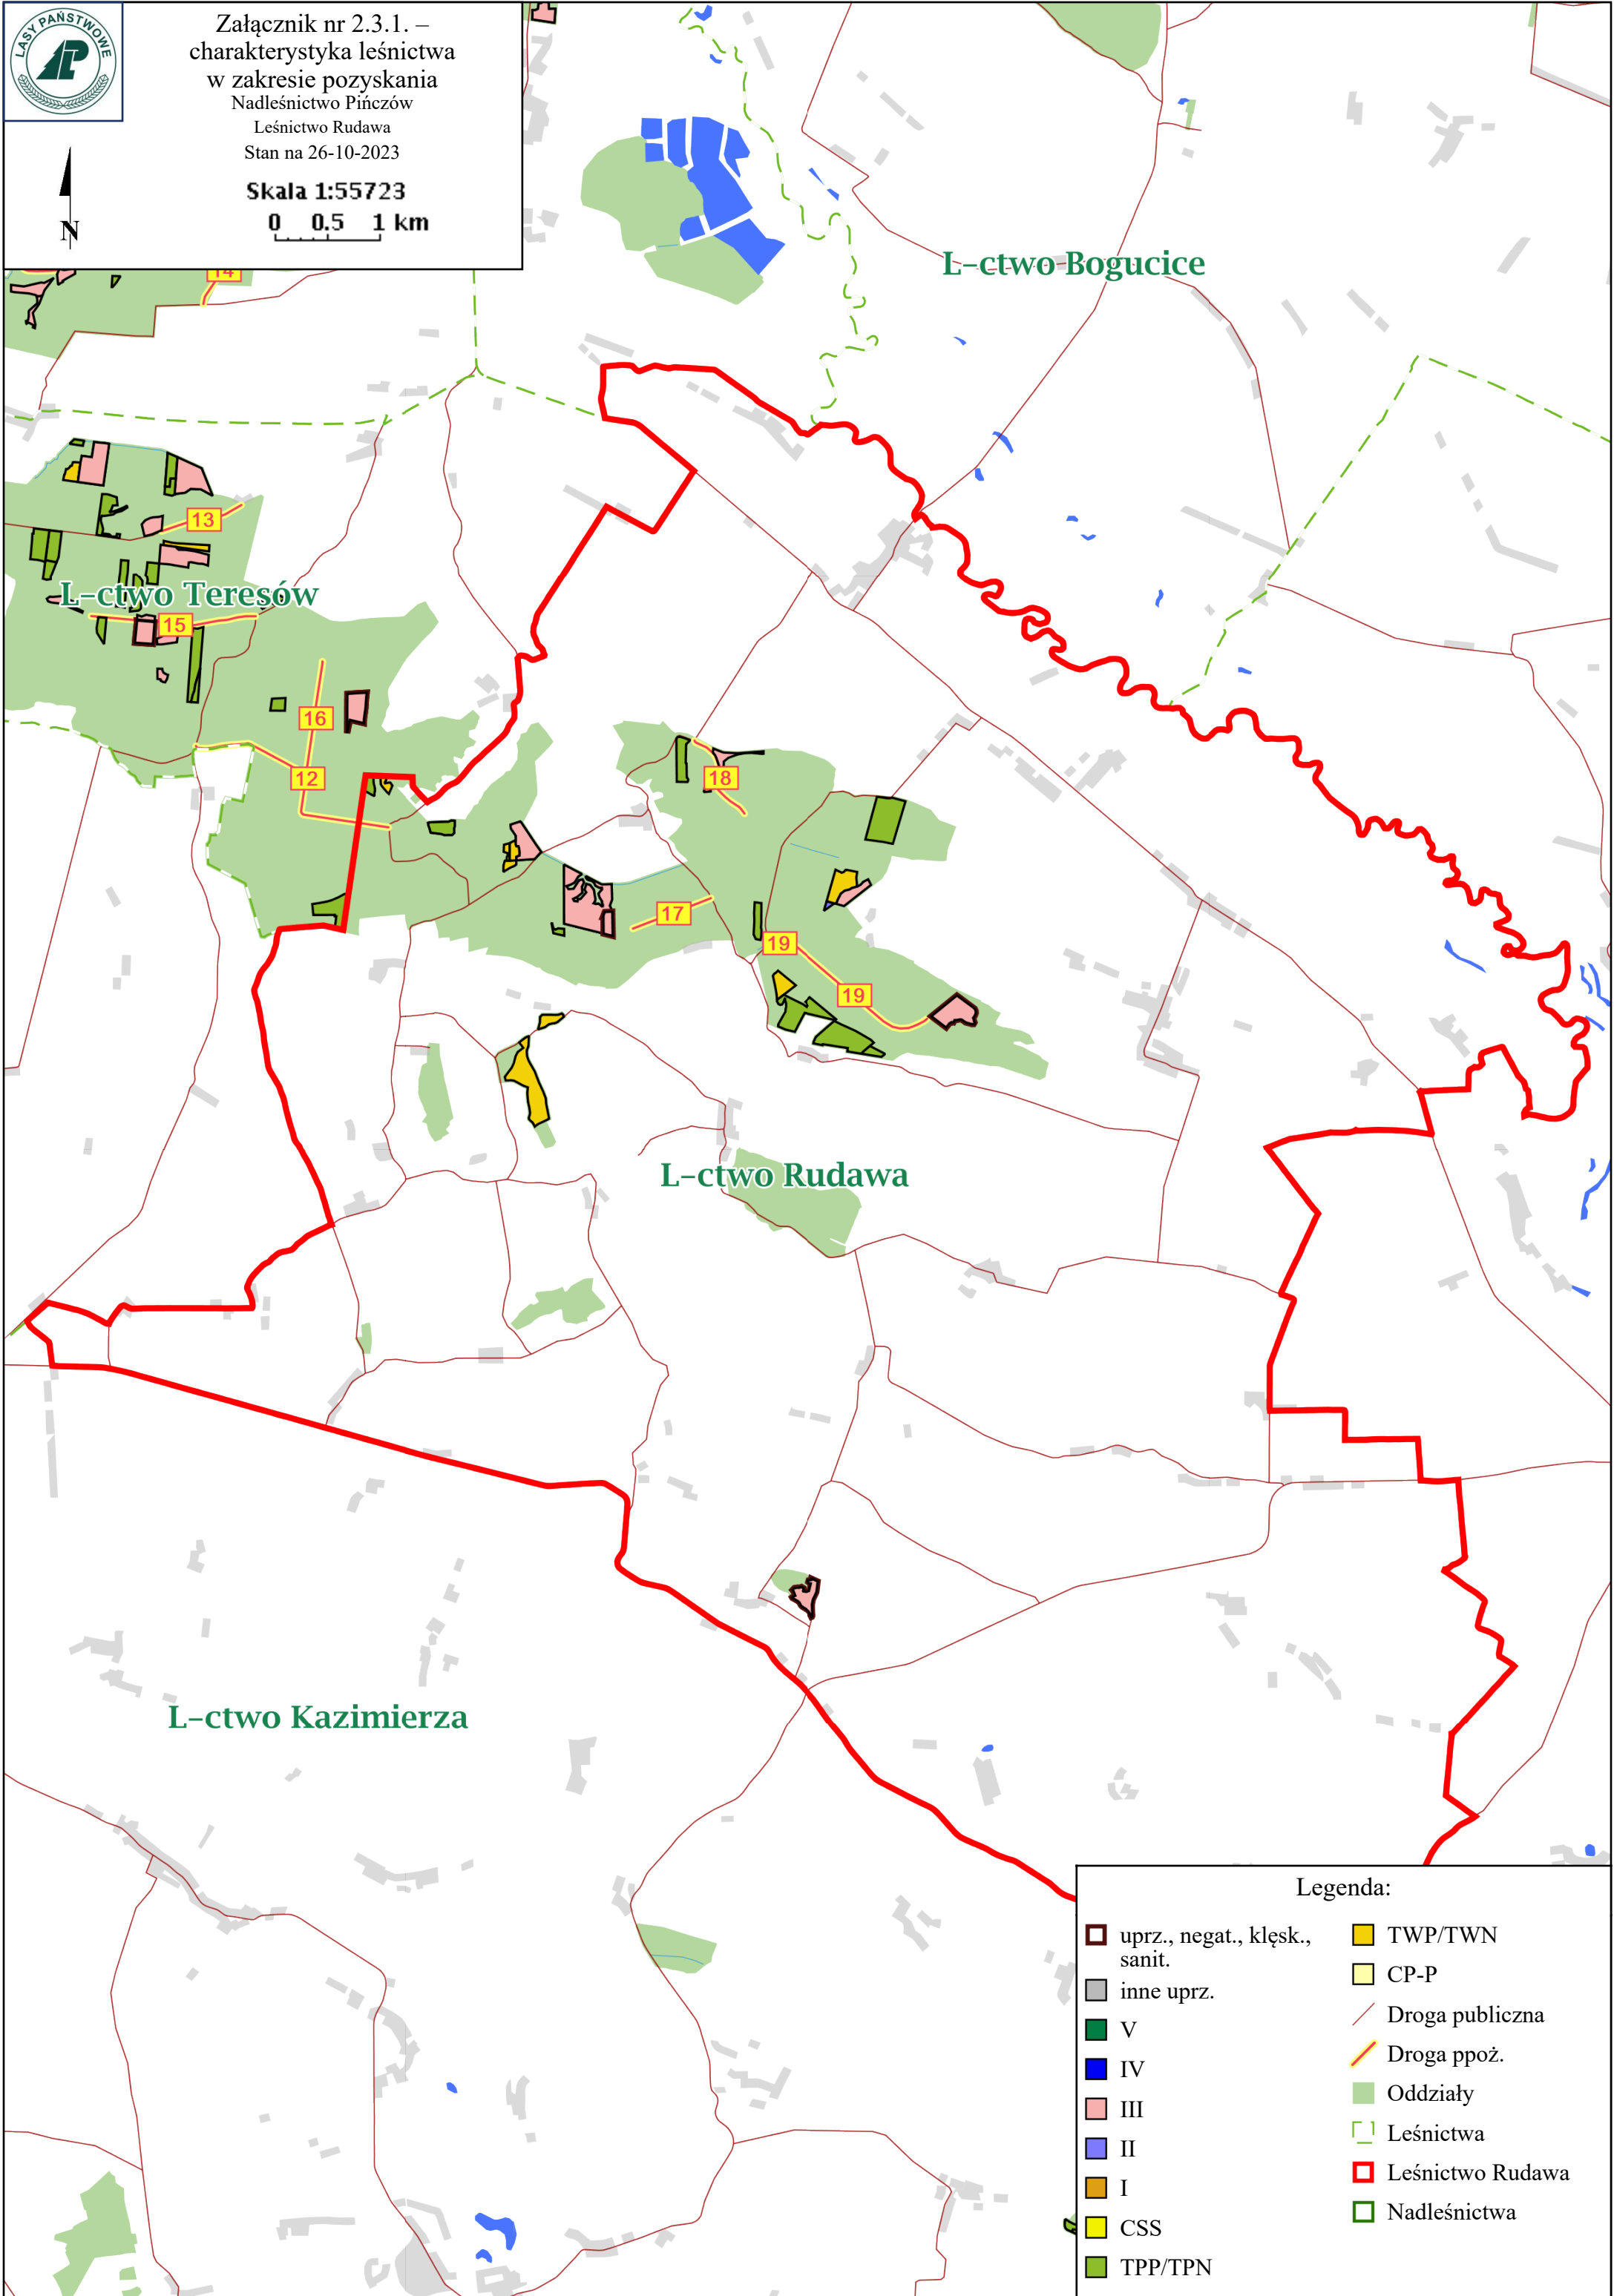 LASY PAŃSTWOWE
Załącznik nr 2.3.1. –
charakterystyka leśnictwa
w zakresie pozyskania
Nadleśnictwo Pińczów
Leśnictwo Rudawa
Stan na 26-10-2023
Skala 1:55723
0 0.5 1 km
N
14
L-ctwo Bogucice
13
L-ctwo Teresów
15
16
12
18
17
19
19
L-ctwo Rudawa
L-ctwo Kazimierza
Legenda:
uprz., negat., klęsk.,
sanit.
inne uprz.
V
IV
III
II
I
CSS
TPP/TPN
TWP/TWN
CP-P
Droga publiczna
Droga ppoż.
Oddziały
Leśnictwa
Leśnictwo Rudawa
Nadleśnictwa